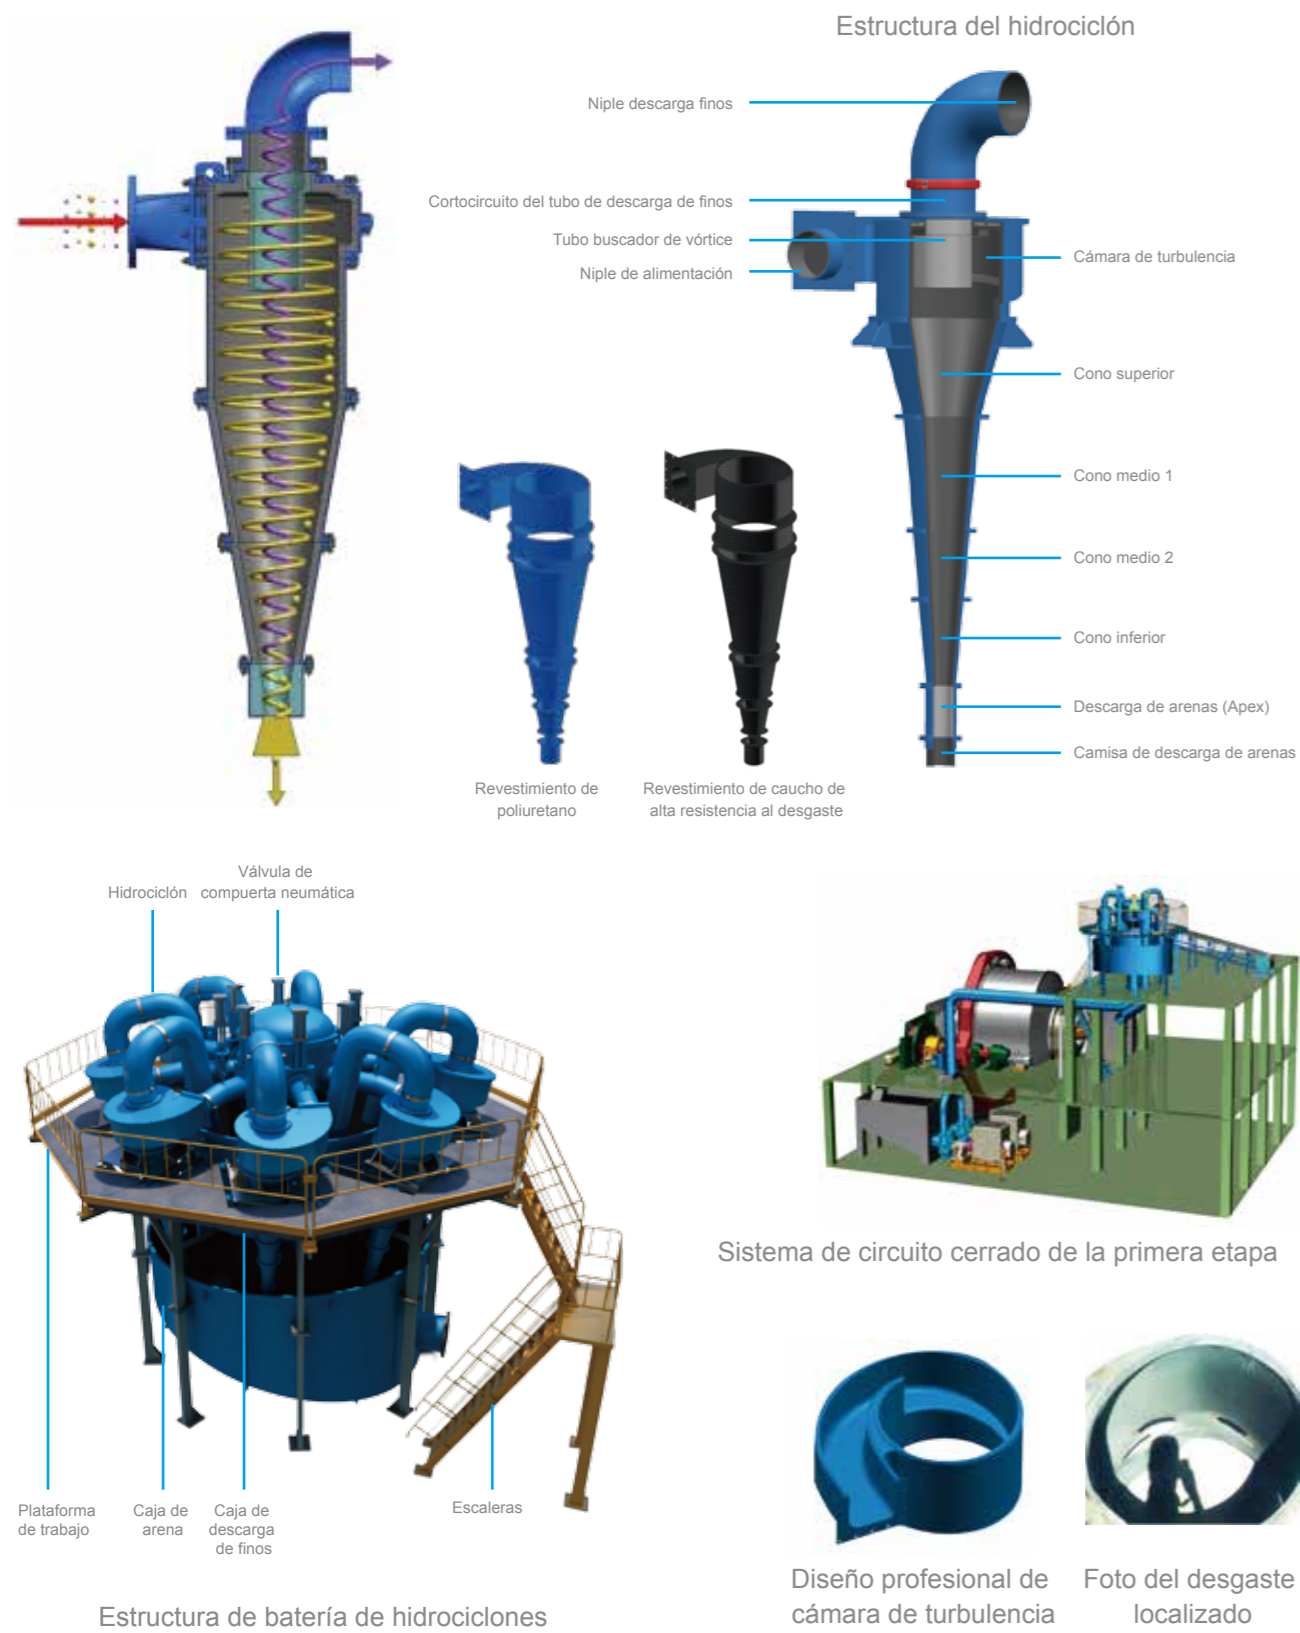 Estructura del hidrociclón
Niple descarga finos
Cortocircuito del tubo de descarga de finos
Tubo buscador de vórtice
Niple de alimentación
Cámara de turbulencia
Cono superior
Cono medio 1
Cono medio 2
Cono inferior
Descarga de arenas (Apex)
Camisa de descarga de arenas
Revestimiento de
poliuretano
Revestimiento de caucho de
alta resistencia al desgaste
Hidrociclón
Válvula de
compuerta neumática
Plataforma
de trabajo
Caja de
arena
Caja de
descarga
de finos
Escaleras
Estructura de batería de hidrociclones
Sistema de circuito cerrado de la primera etapa
Diseño profesional de
cámara de turbulencia
Foto del desgaste
localizado